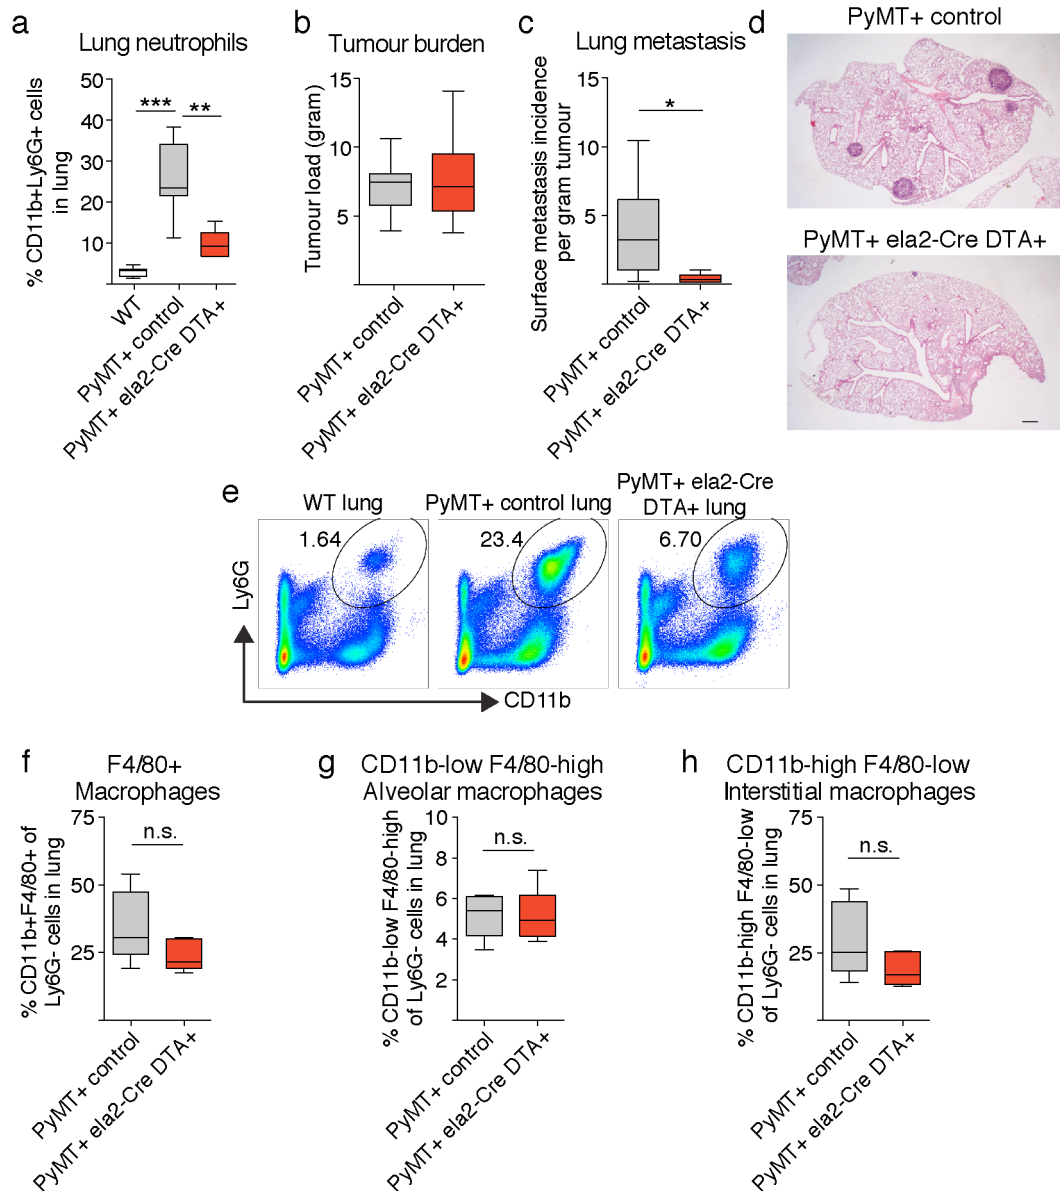 a
Lung neutrophils
% CD11b+Ly6G+ cells
in lung
50
40
30
20
10
***
**
WT
PyMT+ control
PyMT+ ela2-Cre DTA+
b
Tumour burden
Tumour load (gram)
15
10
5
PyMT+ control
PyMT+ ela2-Cre DTA+
c
Lung metastasis
Surface metastasis incidence
per gram tumour
15
10
5
*
PyMT+ control
PyMT+ ela2-Cre DTA+
d
PyMT+ control
PyMT+ ela2-Cre DTA+
e
WT lung
PyMT+ control lung
PyMT+ ela2-Cre
DTA+ lung
1.64
23.4
6.70
Ly6G
CD11b
f
F4/80+
Macrophages
% CD11b+F4/80+ of
Ly6G- cells in lung
75
50
25
n.s.
PyMT+ control
PyMT+ ela2-Cre DTA+
g
CD11b-low F4/80-high
Alveolar macrophages
% CD11b-low F4/80-high
of Ly6G- cells in lung
10
8
6
4
2
n.s.
PyMT+ control
PyMT+ ela2-Cre DTA+
h
CD11b-high F4/80-low
Interstitial macrophages
% CD11b-high F4/80-low
of Ly6G- cells in lung
75
50
25
n.s.
PyMT+ control
PyMT+ ela2-Cre DTA+